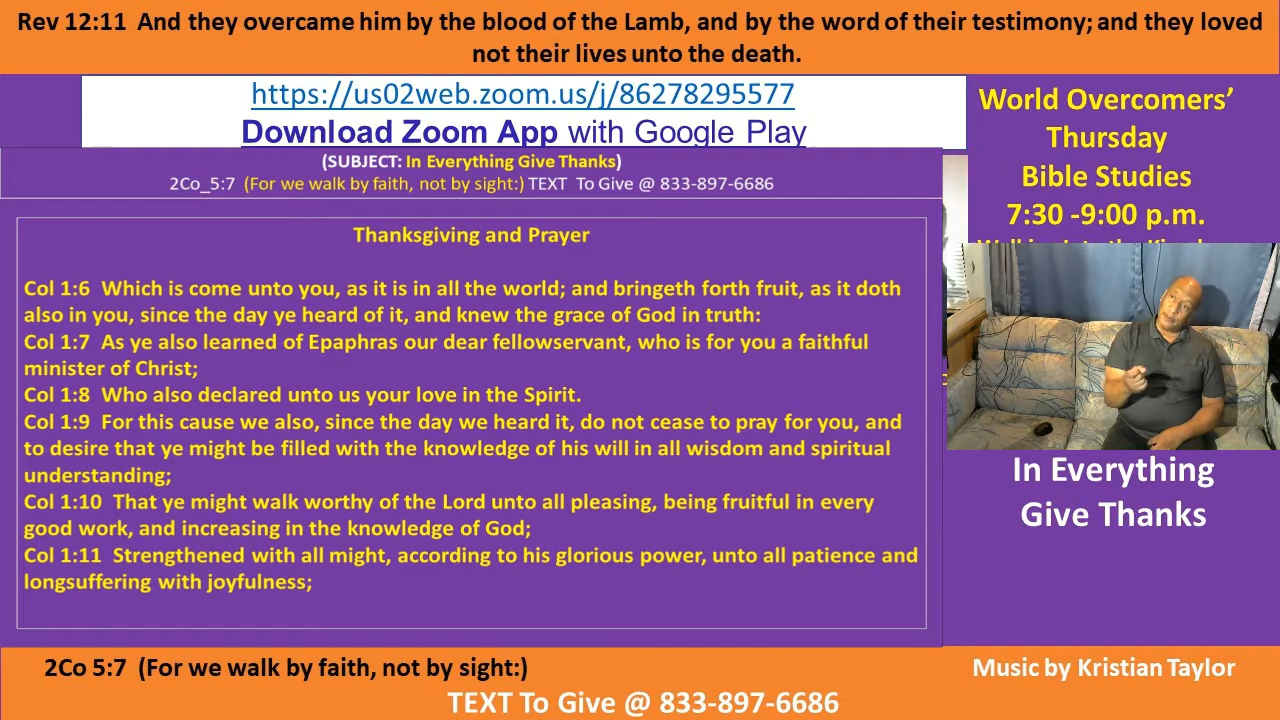 Rev 12:11  And they overcame him by the blood of the Lamb, and by the word of their testimony; and they loved
not their lives unto the death.
https://us02web.zoom.us/j/86278295577
Download Zoom App with Google Play
(SUBJECT: In Everything Give Thanks)
2Co_5:7  (For we walk by faith, not by sight:) TEXT  To Give @ 833-897-6686
Thanksgiving and Prayer
Col 1:6  Which is come unto you, as it is in all the world; and bringeth forth fruit, as it doth
also in you, since the day ye heard of it, and knew the grace of God in truth:
Col 1:7  As ye also learned of Epaphras our dear fellowservant, who is for you a faithful
minister of Christ;
Col 1:8  Who also declared unto us your love in the Spirit.
Col 1:9  For this cause we also, since the day we heard it, do not cease to pray for you, and
to desire that ye might be filled with the knowledge of his will in all wisdom and spiritual
understanding;
Col 1:10  That ye might walk worthy of the Lord unto all pleasing, being fruitful in every
good work, and increasing in the knowledge of God;
Col 1:11  Strengthened with all might, according to his glorious power, unto all patience and
longsuffering with joyfulness;
World Overcomers'
Thursday
Bible Studies
7:30 -9:00 p.m.
In Everything
Give Thanks
2Co 5:7  (For we walk by faith, not by sight:)
Music by Kristian Taylor
TEXT To Give @ 833-897-6686